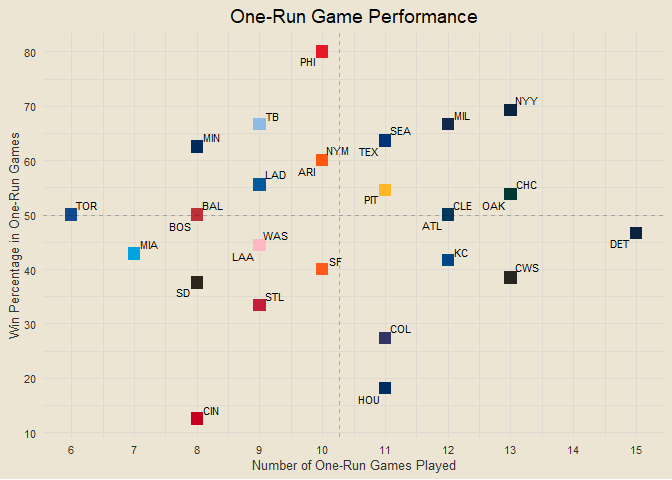 One-Run Game Performance
Win Percentage in One-Run Games
80
PHI
70
NYY
TB
MIL
SEA
MIN
60
NYM
TEX
ARI
LAD
CHC
PIT
50
TOR
BAL
CLE
OAK
BOS
ATL
WAS
MIA
DET
LAA
KC
40
SF
CWS
SD
STL
30
COL
HOU
20
CIN
10
6 7 8 9 10 11 12 13 14 15
Number of One-Run Games Played